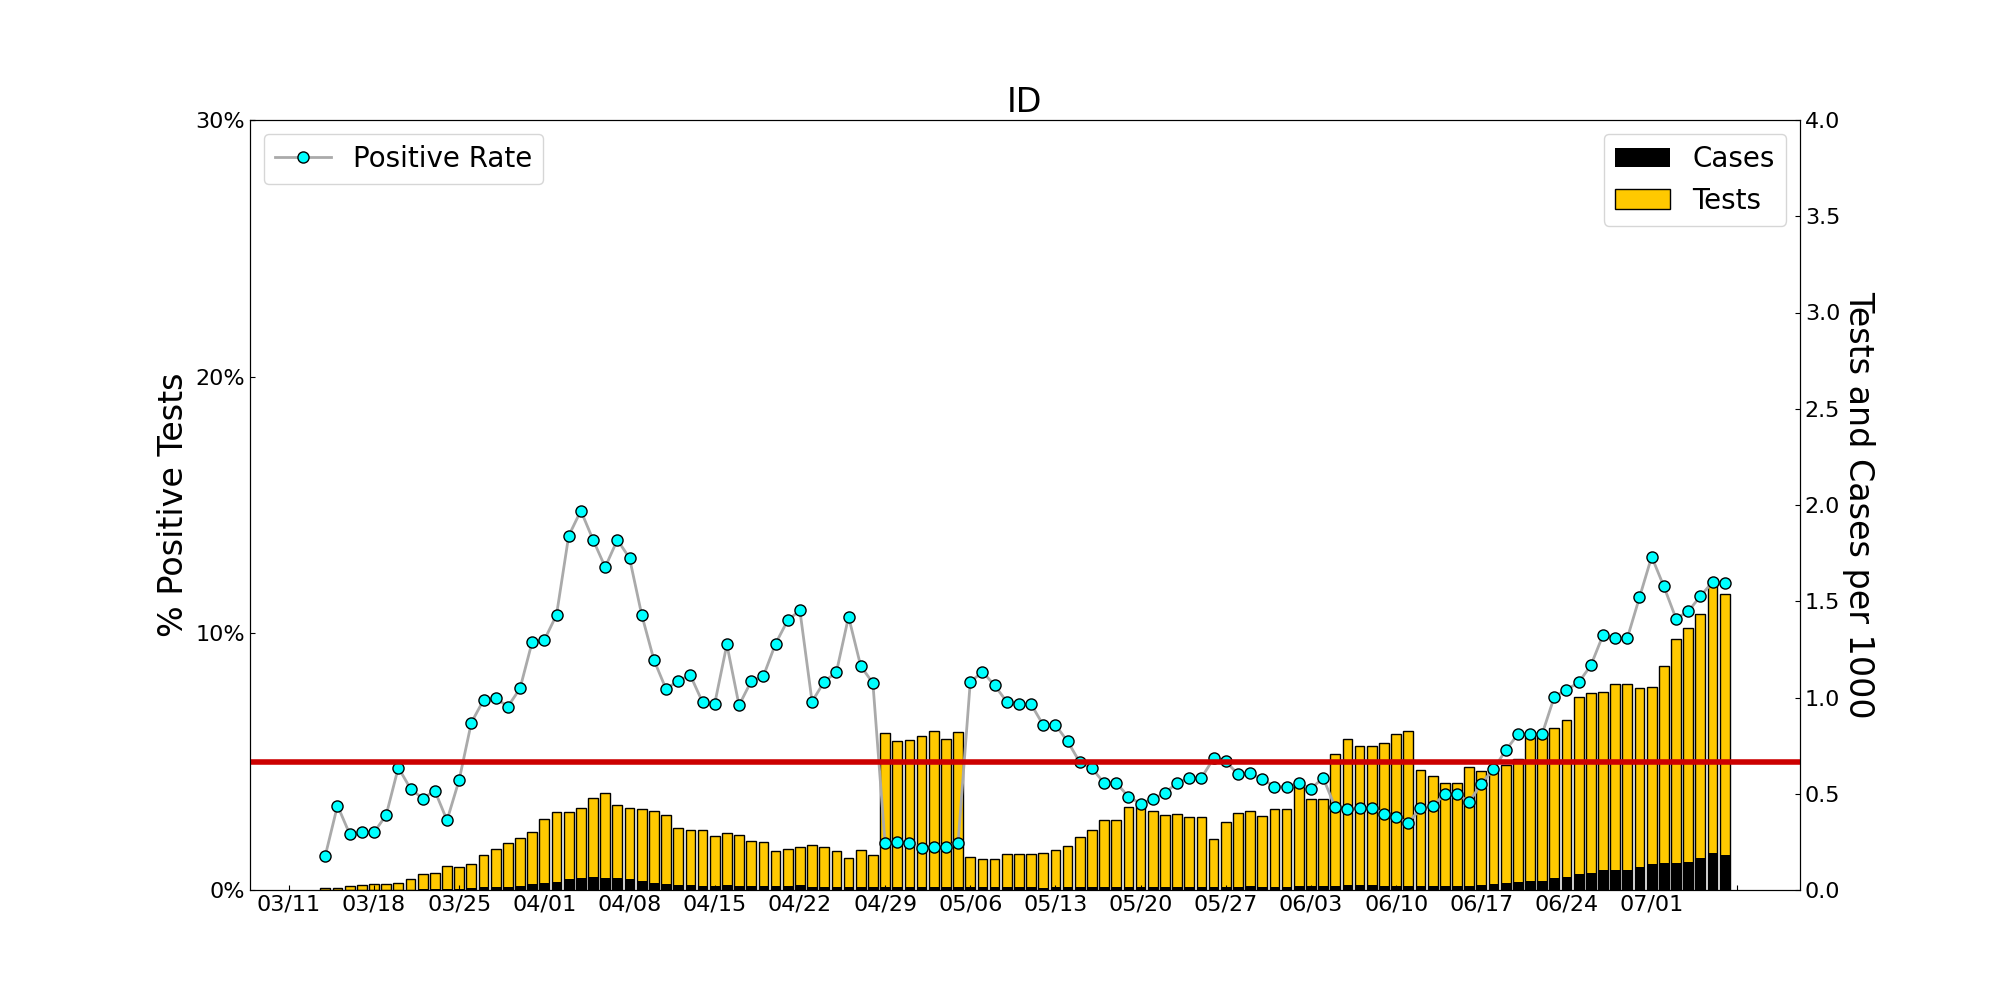 ID
30%
20%
10%
0%
% Positive Tests
Positive Rate
Cases
Tests
4.0
3.5
3.0
2.5
2.0
1.5
1.0
0.5
0.0
Tests and Cases per 1000
03/11 03/18 03/25 04/01 04/08 04/15 04/22 04/29 05/06 05/13 05/20 05/27 06/03 06/10 06/17 06/24 07/01